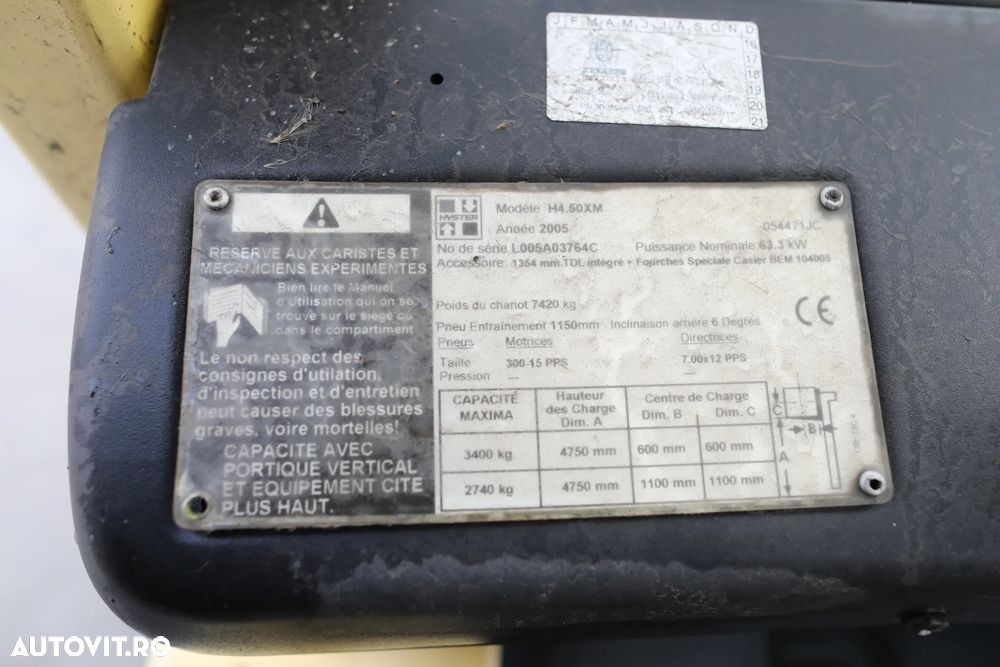 J F M A M J J A S O N D
16
17
18
19
20
21
RESERVE AUX CARISTES ET
MECANICIENS EXPERIMENTES
Bien lire le Manuel
d'Utilisation qui on se
trouve sur le siège ou
dans le compartiment
Le non respect des
consignes d'utilation,
d'inspection et d'entretien
peut causer des blessures
graves, voire mortelles!
CAPACITE AVEC
PORTIQUE VERTICAL
ET EQUIPEMENT CITE
PLUS HAUT.
HYSTER
Modèle H4.50XM
Année 2005
054471JC
No de série L005A03764C Puissance Nominale 63.3 kW
Accessoire: 1354 mm TDL intégré + Fourches Speciale Casier BEM 104005
Poids du chariot 7420 kg
CE
Pneu Entraînement 1150mm Inclinaison arrière 6 Degrés
Pneus Motrices Directrices
Taille 300-15 PPS 7.00x12 PPS
Pression --- ---
CAPACITÉ MAXIMA Hauteur des Charge Dim. A Centre de Charge Dim. B Dim. C
3400 kg 4750 mm 600 mm 600 mm
2740 kg 4750 mm 1100 mm 1100 mm
C
B
A
AUTOVIT.RO